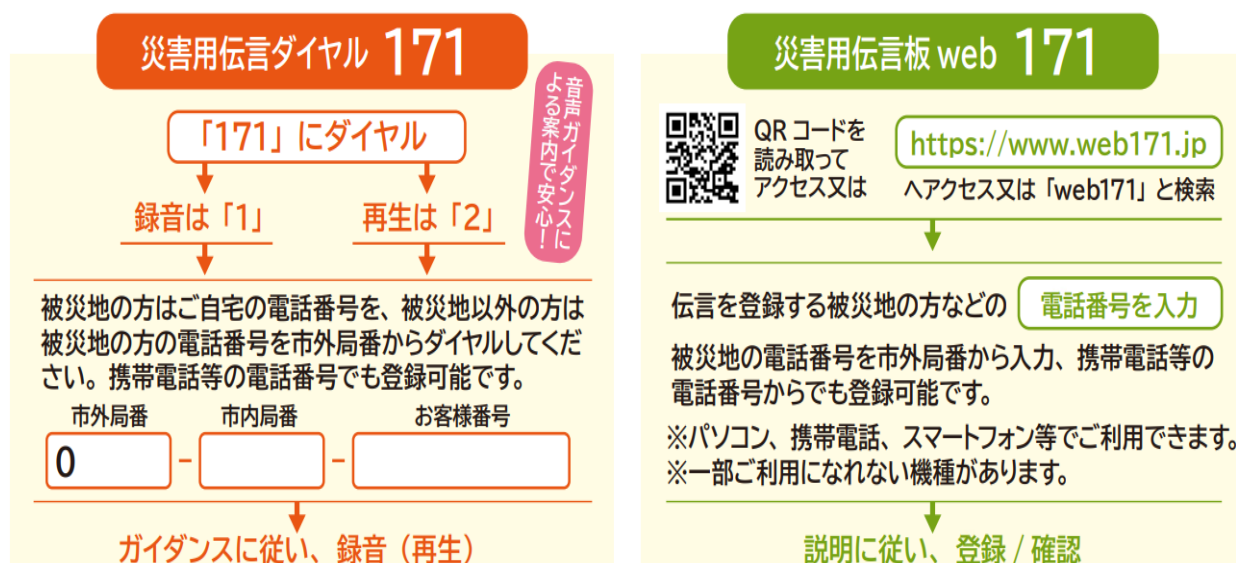 災害用伝言ダイヤル 171
音声ガイダンスに
よる案内で安心！
「171」にダイヤル
録音は「1」
再生は「2」
被災地の方はご自宅の電話番号を、被災地以外の方は
被災地の方の電話番号を市外局番からダイヤルしてくだ
さい。携帯電話等の電話番号でも登録可能です。
市外局番
市内局番
お客様番号
0
-
-
ガイダンスに従い、録音（再生）
災害用伝言板 web 171
QR コードを
読み取って
アクセス又は
https://www.web171.jp
へアクセス又は「web171」と検索
伝言を登録する被災地の方などの
電話番号を入力
被災地の電話番号を市外局番から入力、携帯電話等の
電話番号からでも登録可能です。
※パソコン、携帯電話、スマートフォン等でご利用できます。
※一部ご利用になれない機種があります。
説明に従い、登録 / 確認